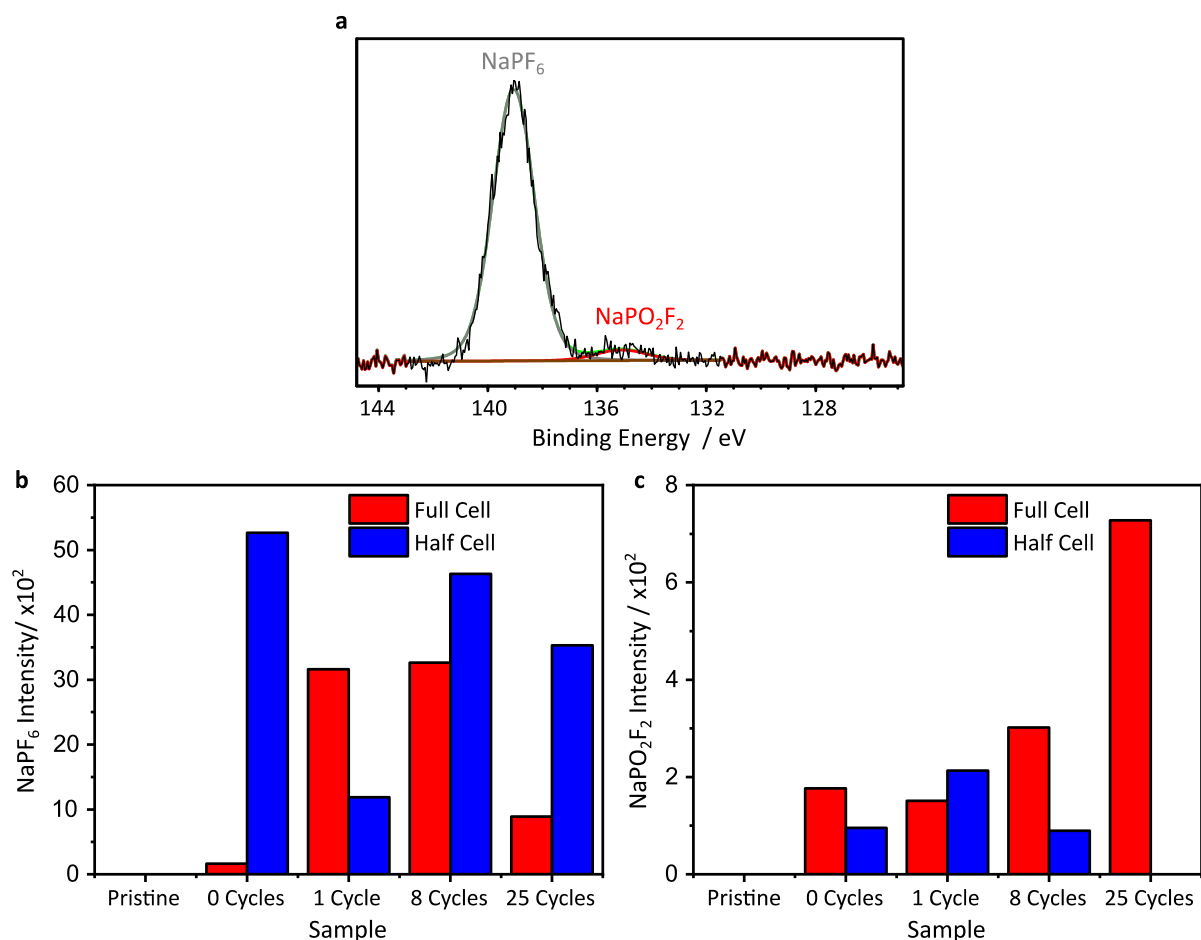 a
NaPF₆
NaPO₂F₂
144 140 136 132 128
Binding Energy / eV
b
60
50
40
30
20
10
0
NaPF₆ Intensity/ x10²
Full Cell
Half Cell
Pristine 0 Cycles 1 Cycle 8 Cycles 25 Cycles
Sample
c
8
6
4
2
0
NaPO₂F₂ Intensity / x10²
Full Cell
Half Cell
Pristine 0 Cycles 1 Cycle 8 Cycles 25 Cycles
Sample